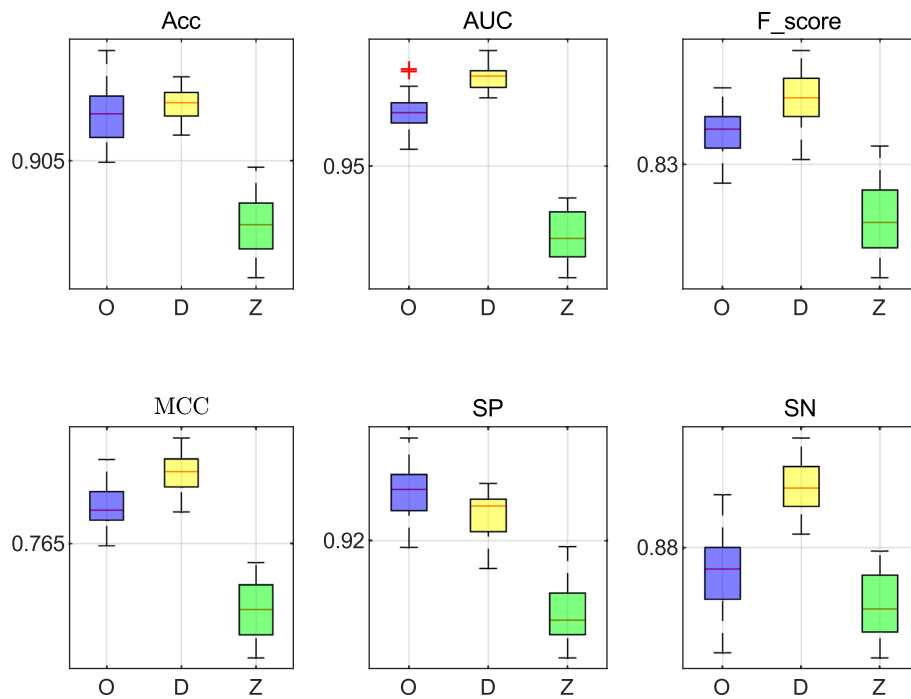 Acc AUC F_score
0.905 0.95 0.83
O D Z O D Z O D Z
MCC SP SN
0.765 0.92 0.88
O D Z O D Z O D Z